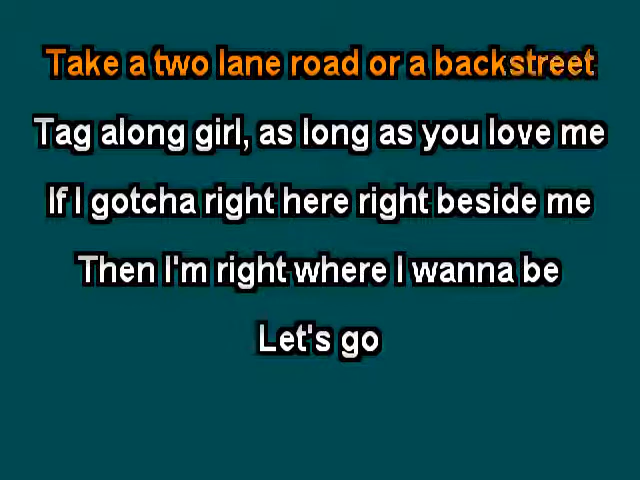 Take a two lane road or a backstreet
Tag along girl, as long as you love me
If I gotcha right here right beside me
Then I'm right where I wanna be
Let's go